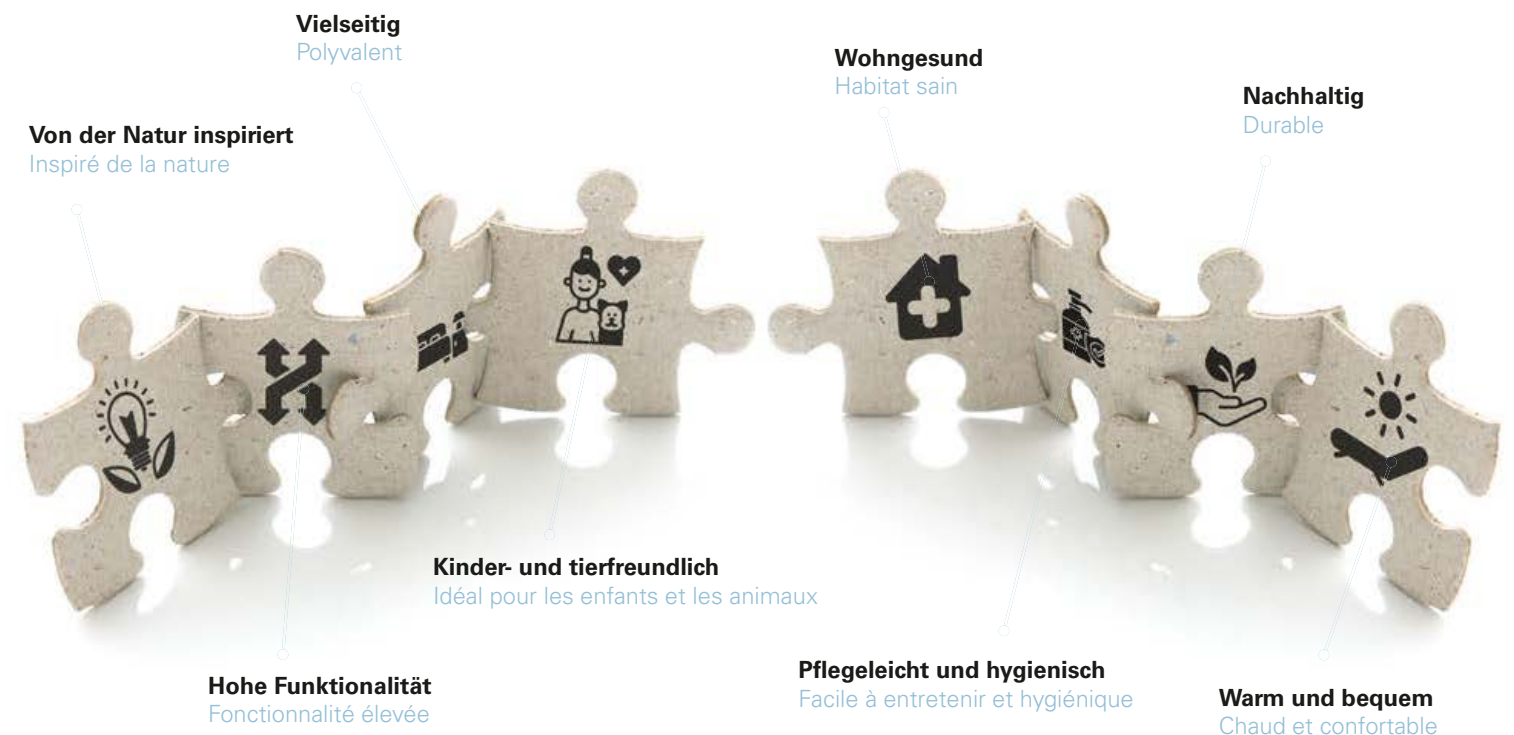 Vielseitig
Polyvalent
Wohngesund
Habitat sain
Nachhaltig
Durable
Von der Natur inspiriert
Inspiré de la nature
Kinder- und tierfreundlich
Idéal pour les enfants et les animaux
Pflegeleicht und hygienisch
Facile à entretenir et hygiénique
Hohe Funktionalität
Fonctionnalité élevée
Warm und bequem
Chaud et confortable